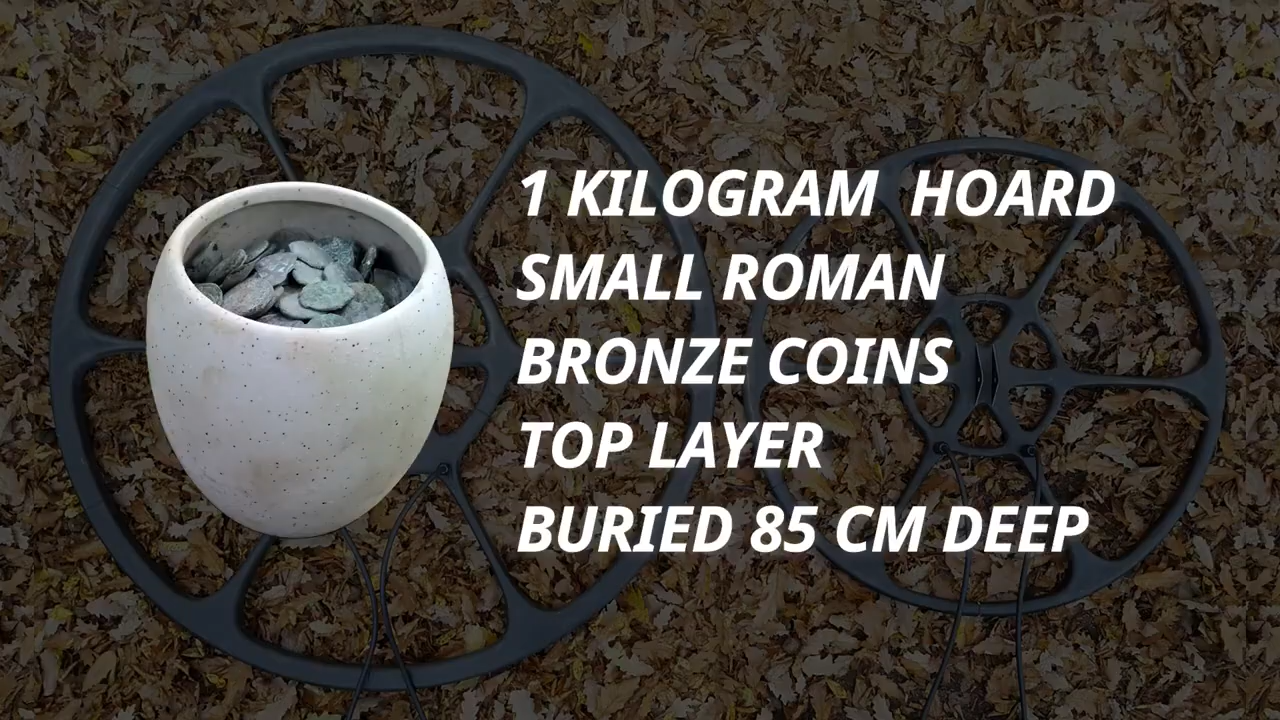 1 KILOGRAM  HOARD
SMALL ROMAN
BRONZE COINS
TOP LAYER
BURIED 85 CM DEEP